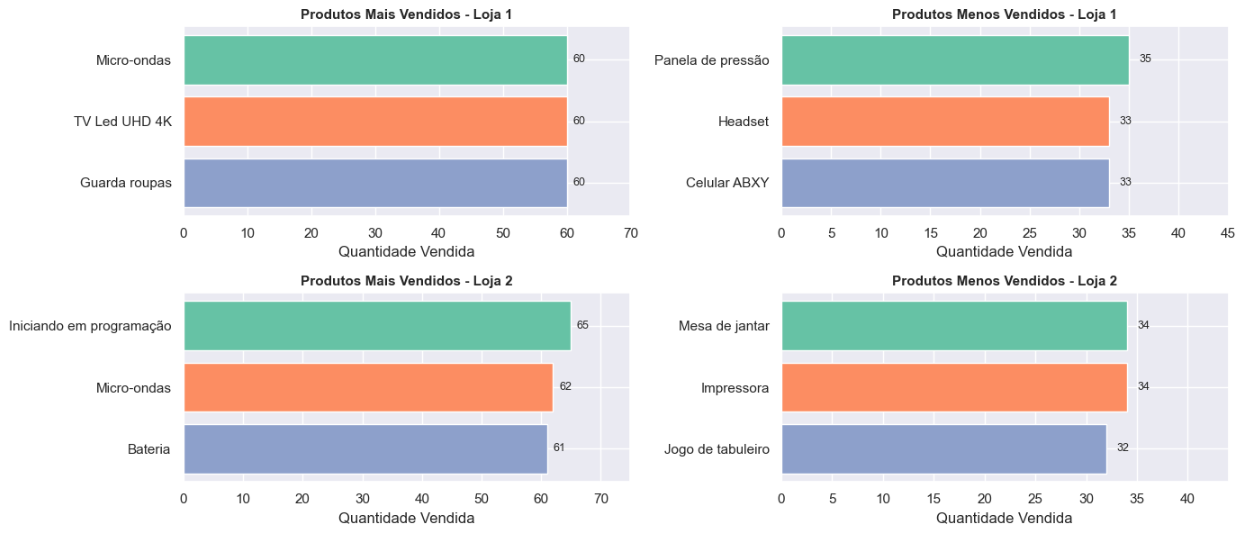 Produtos Mais Vendidos - Loja 1
Micro-ondas
60
TV Led UHD 4K
60
Guarda roupas
60
0 10 20 30 40 50 60 70
Quantidade Vendida
Produtos Menos Vendidos - Loja 1
Panela de pressão
35
Headset
33
Celular ABXY
33
0 5 10 15 20 25 30 35 40 45
Quantidade Vendida
Produtos Mais Vendidos - Loja 2
Iniciando em programação
65
Micro-ondas
62
Bateria
61
0 10 20 30 40 50 60 70
Quantidade Vendida
Produtos Menos Vendidos - Loja 2
Mesa de jantar
34
Impressora
34
Jogo de tabuleiro
32
0 5 10 15 20 25 30 35 40
Quantidade Vendida